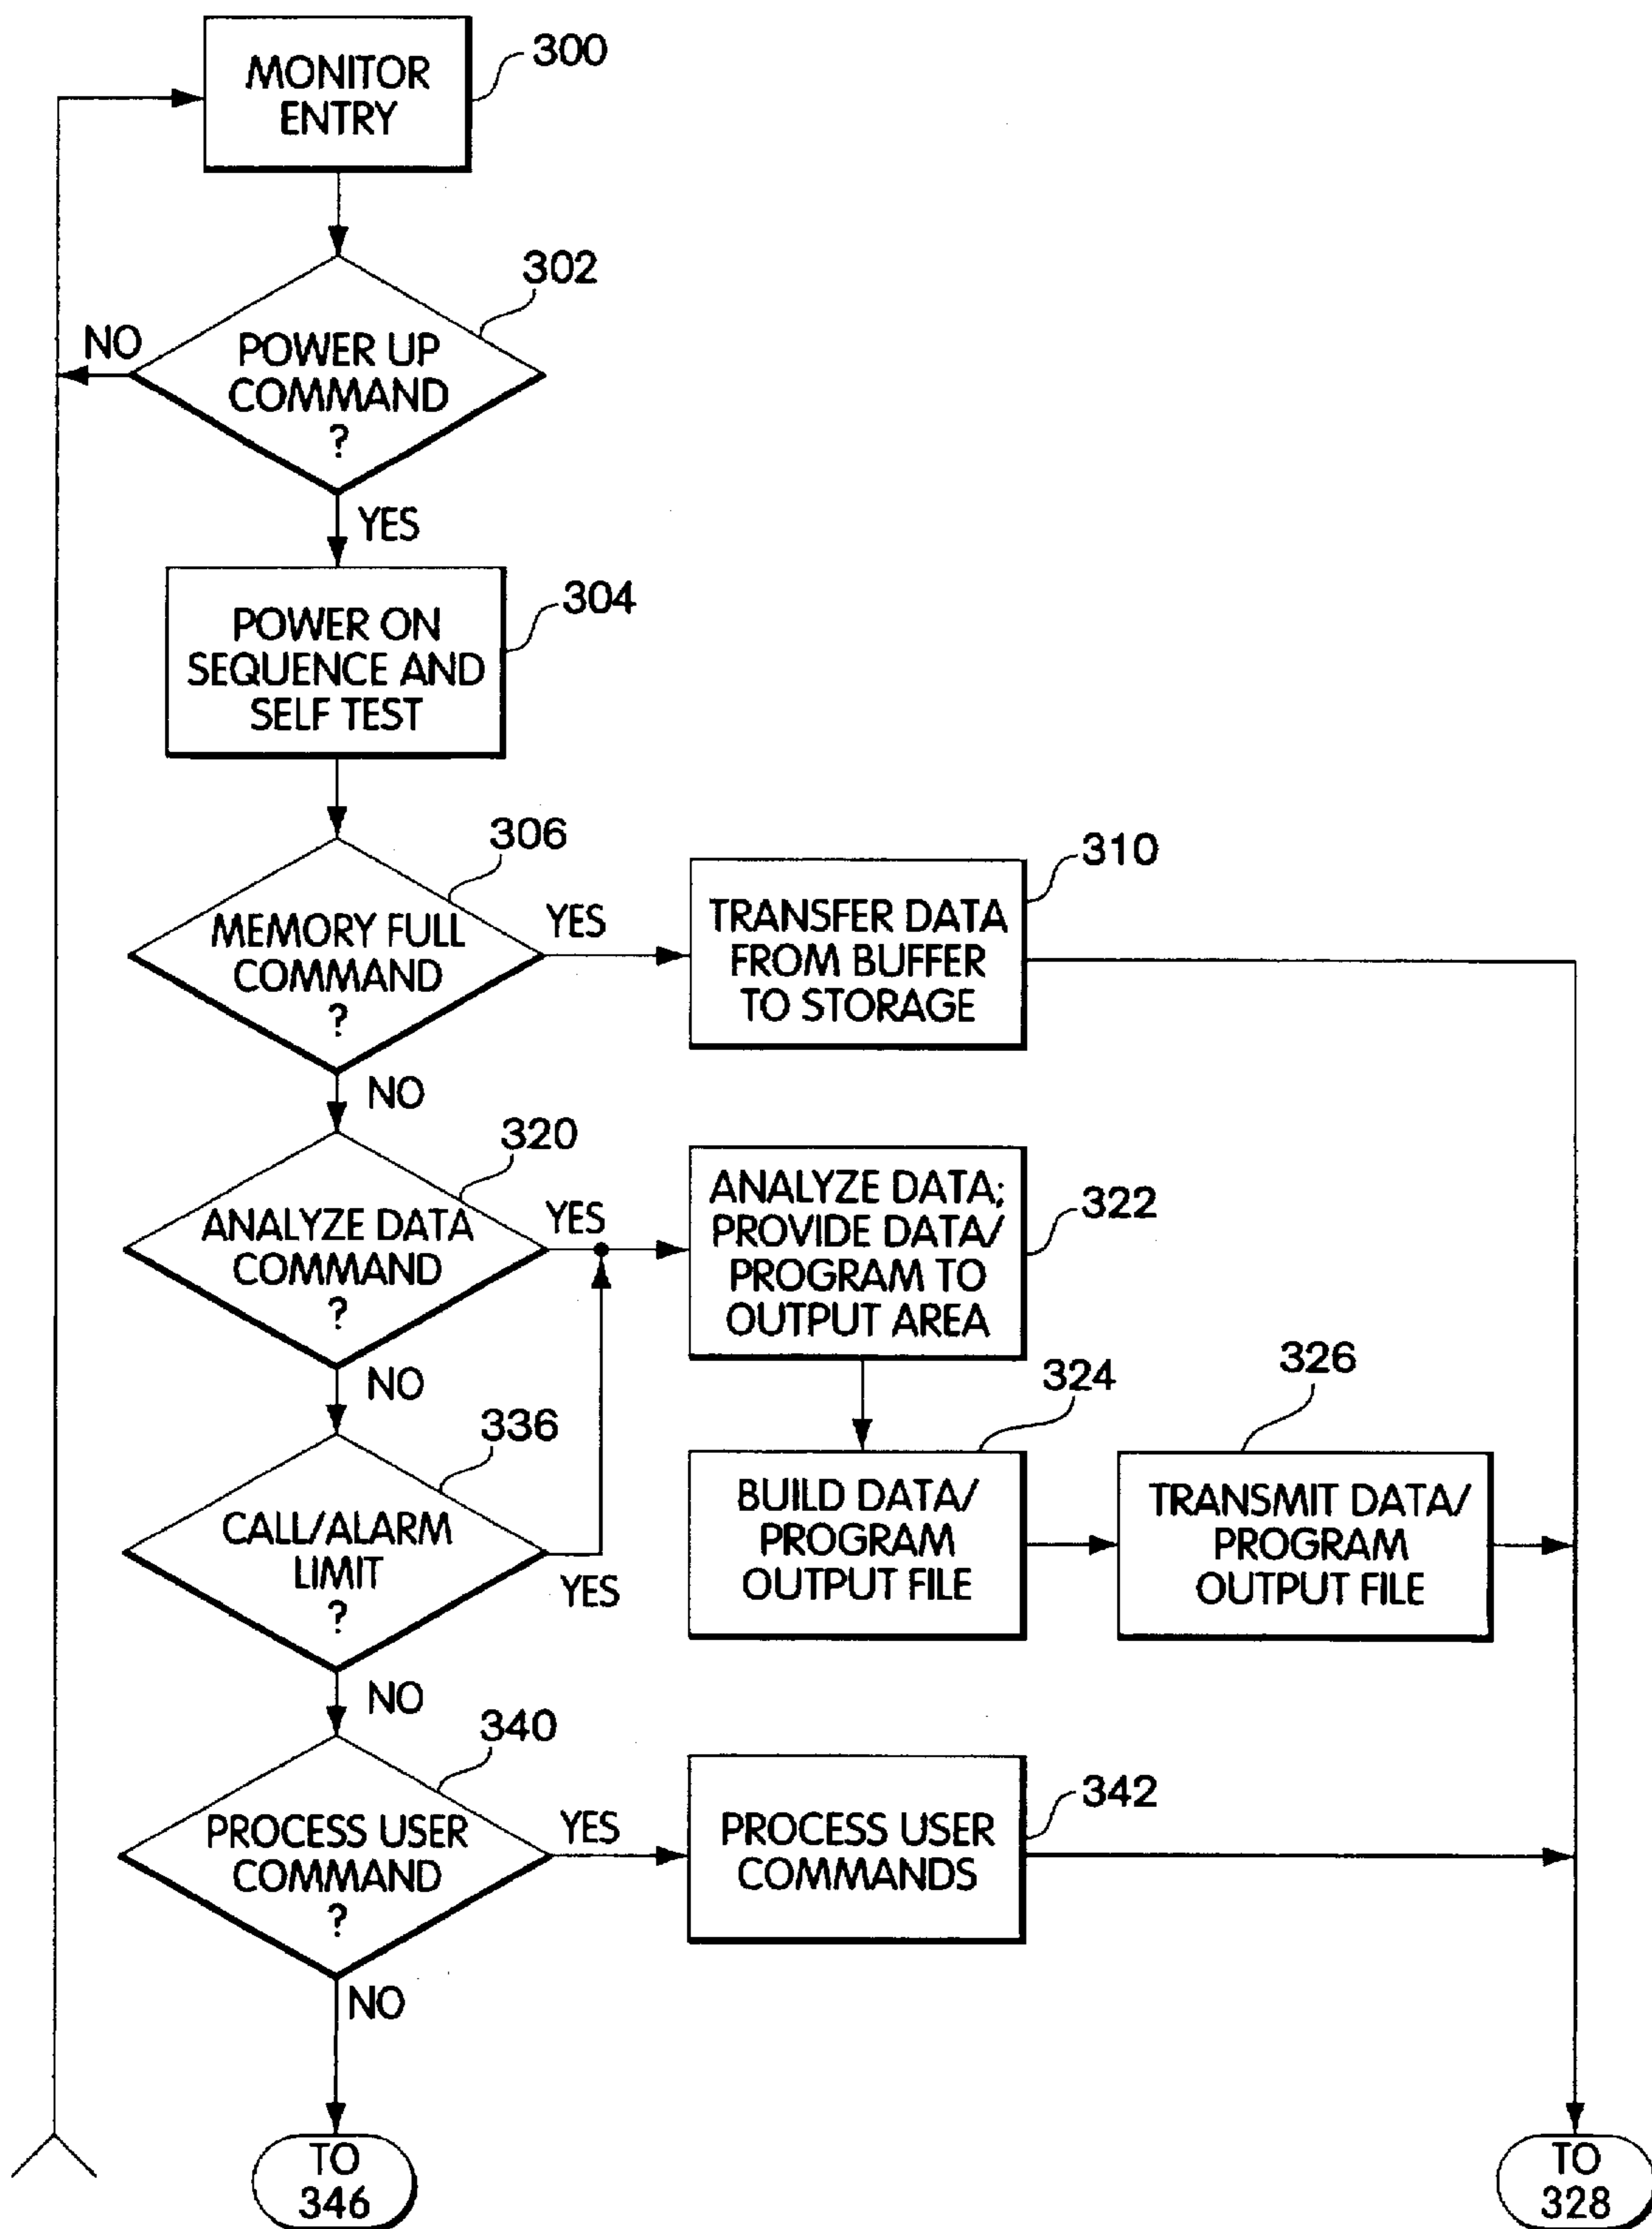 MONITOR
ENTRY
300
302
NO
POWER UP
COMMAND
?
YES
304
POWER ON
SEQUENCE AND
SELF TEST
306
MEMORY FULL
COMMAND
?
YES
310
TRANSFER DATA
FROM BUFFER
TO STORAGE
NO
320
ANALYZE DATA
COMMAND
?
YES
322
ANALYZE DATA;
PROVIDE DATA/
PROGRAM TO
OUTPUT AREA
NO
324
326
BUILD DATA/
PROGRAM
OUTPUT FILE
TRANSMIT DATA/
PROGRAM
OUTPUT FILE
336
CALL/ALARM
LIMIT
?
YES
NO
340
PROCESS USER
COMMAND
?
YES
342
PROCESS USER
COMMANDS
NO
TO
346
TO
328